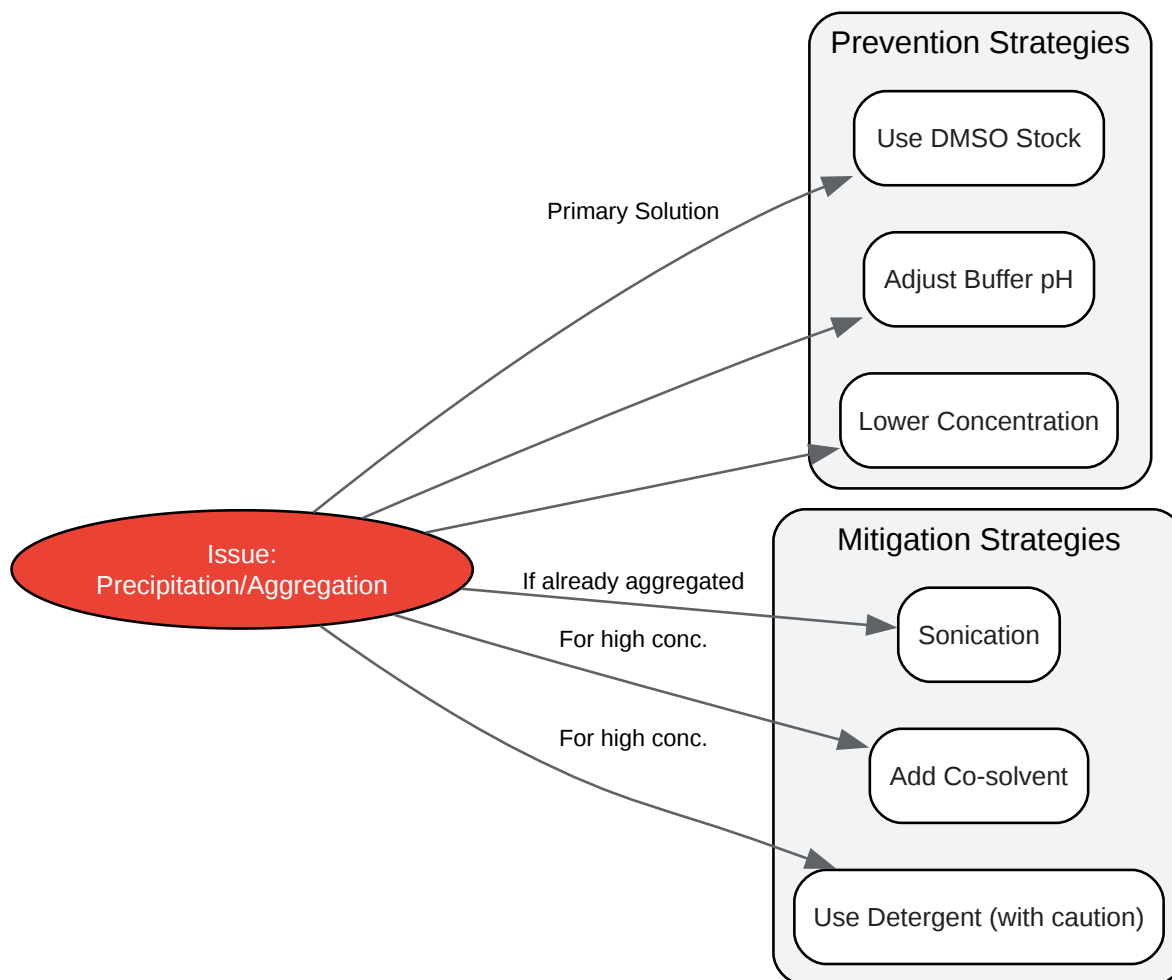 Prevention Strategies
Use DMSO Stock
Primary Solution
Adjust Buffer pH
Lower Concentration
Issue:
Precipitation/Aggregation
Mitigation Strategies
If already aggregated
Sonication
For high conc.
Add Co-solvent
For high conc.
Use Detergent (with caution)